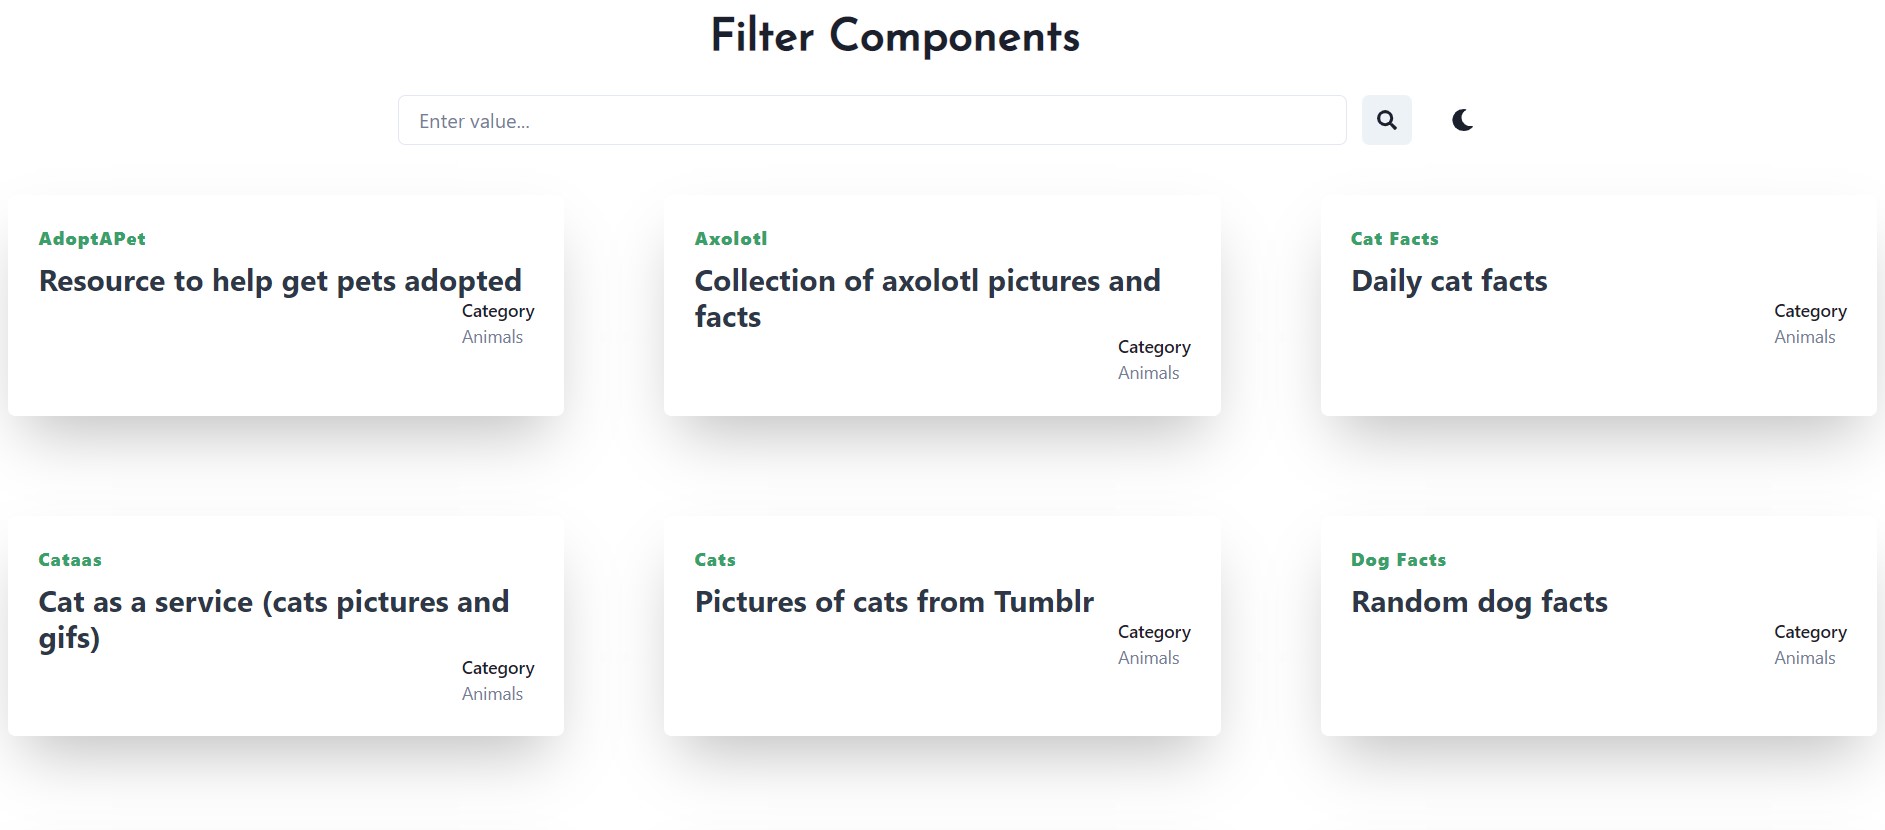 Filter Components
Enter value...
AdoptAPet
Resource to help get pets adopted
Category
Animals
Axolotl
Collection of axolotl pictures and
facts
Category
Animals
Cat Facts
Daily cat facts
Category
Animals
Cataas
Cat as a service (cats pictures and
gifs)
Category
Animals
Cats
Pictures of cats from Tumblr
Category
Animals
Dog Facts
Random dog facts
Category
Animals